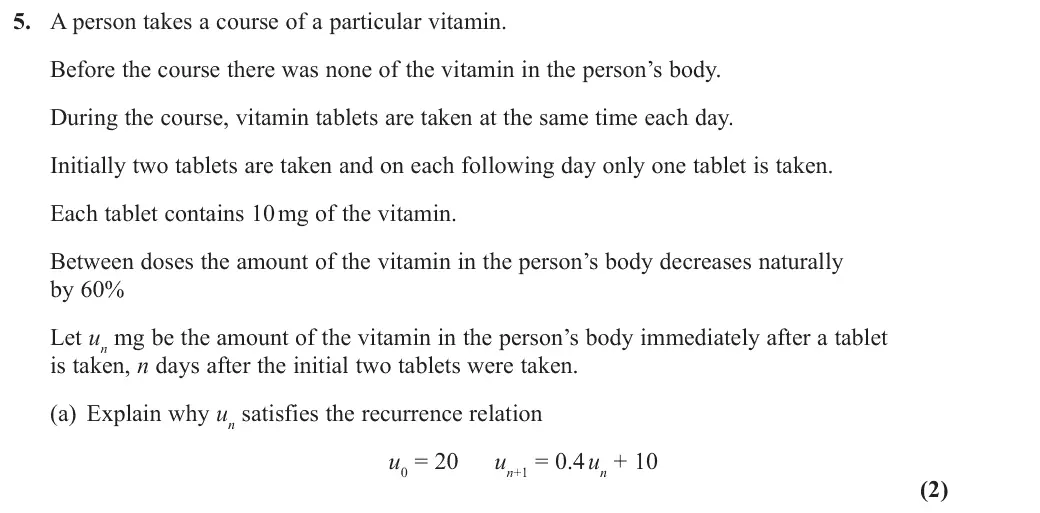 5. A person takes a course of a particular vitamin.
Before the course there was none of the vitamin in the person’s body.
During the course, vitamin tablets are taken at the same time each day.
Initially two tablets are taken and on each following day only one tablet is taken.
Each tablet contains 10 mg of the vitamin.
Between doses the amount of the vitamin in the person’s body decreases naturally
by 60%
Let uₙ mg be the amount of the vitamin in the person’s body immediately after a tablet
is taken, n days after the initial two tablets were taken.
(a) Explain why uₙ satisfies the recurrence relation
u₀ = 20 uₙ₊₁ = 0.4uₙ + 10
(2)